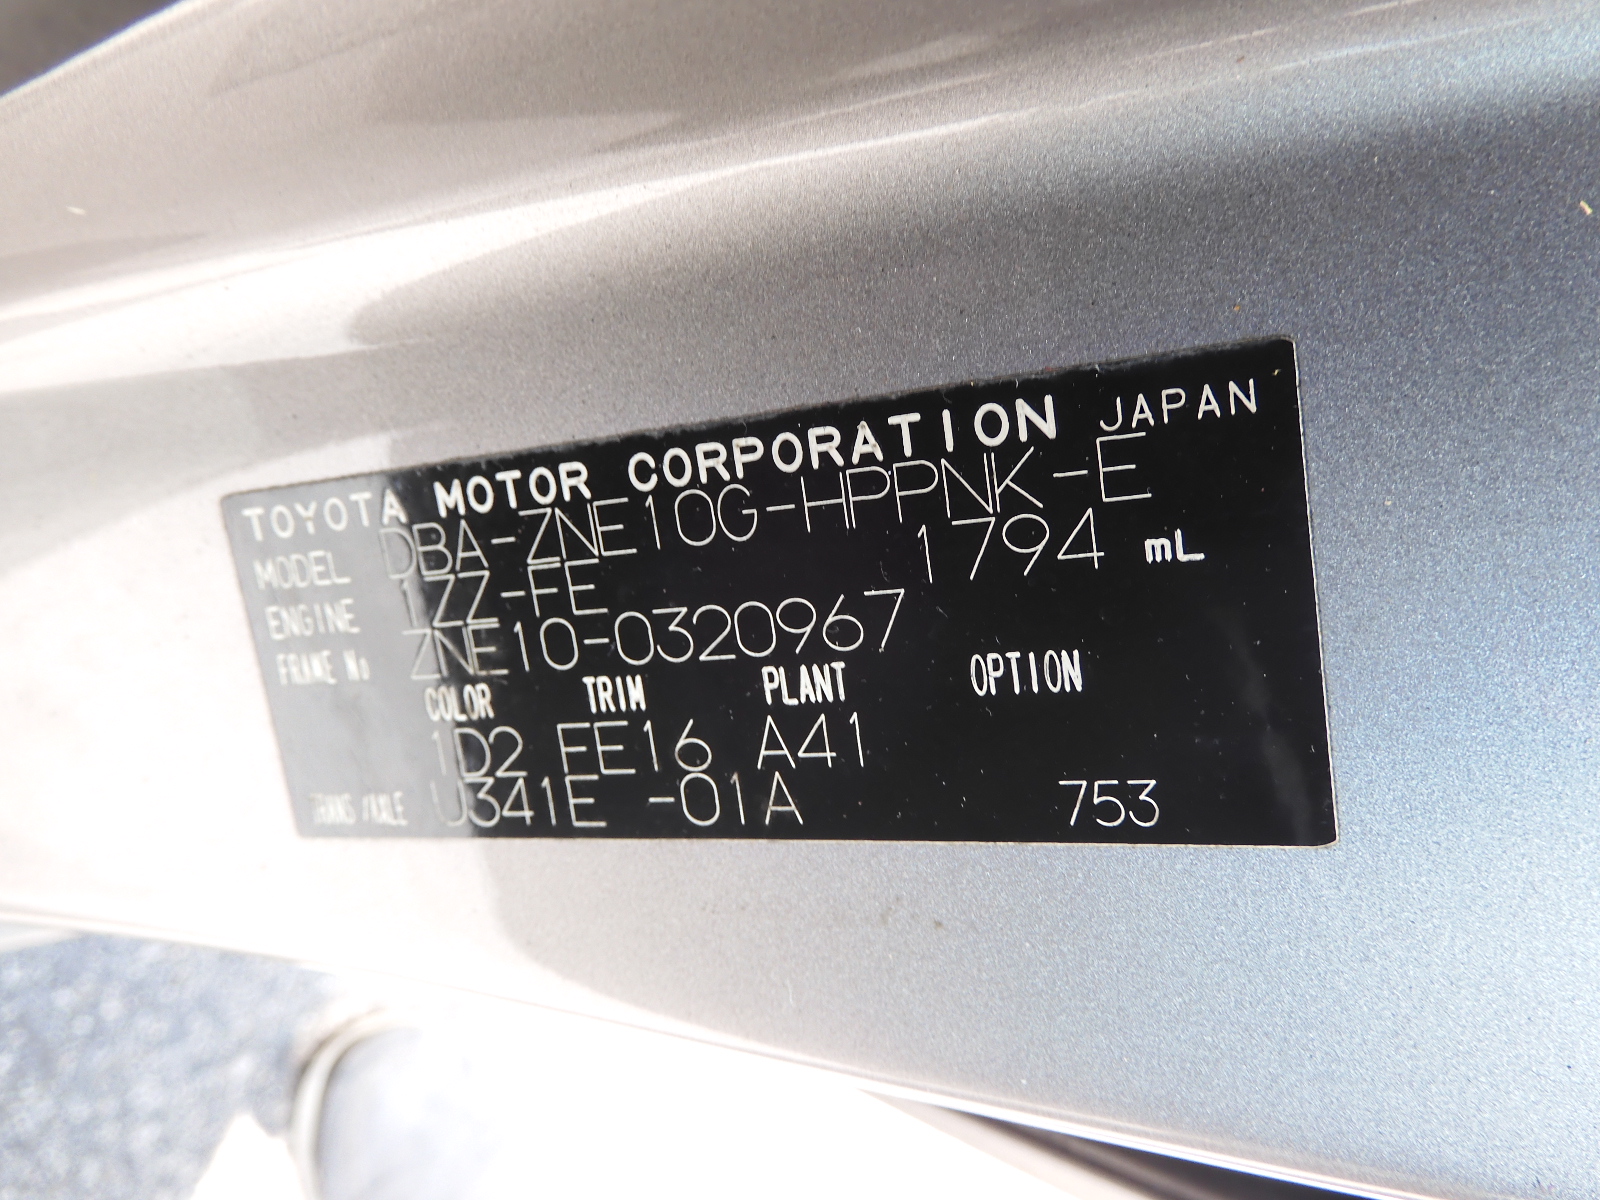 TOYOTA MOTOR CORPORATION JAPAN
MODEL DBA-ZNE10G-HPPNK-E
ENGINE 1ZZ-FE 1794 mL
FRAME No ZNE10-0320967
COLOR TRIM PLANT OPTION
1D2 FE16 A41
TRANS/AXLE U341E -01A 753